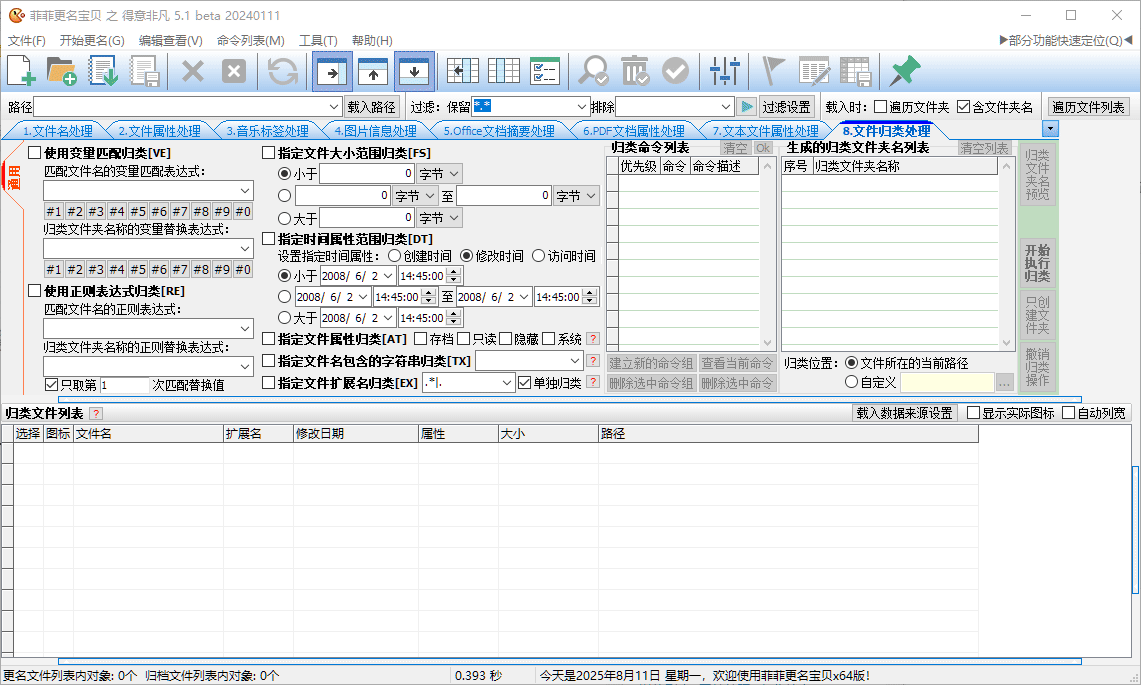 菲菲更名宝贝 之 得意非凡 5.1 beta 20240111
文件(F) 开始更名(G) 编辑查看(V) 命令列表(M) 工具(T) 帮助(H) ▶部分功能快速定位(Q)◀
路径 载入路径 过滤：保留 *.* 排除 过滤设置 载入时： 遍历文件夹 含文件夹名 遍历文件列表
1.文件名处理 2.文件属性处理 3.音乐标签处理 4.图片信息处理 5.Office文档摘要处理 6.PDF文档属性处理 7.文本文件属性处理 8.文件归类处理
通用
使用变量匹配归类[VE]
匹配文件名的变量匹配表达式：
#1 #2 #3 #4 #5 #6 #7 #8 #9 #0
归类文件夹名称的变量替换表达式：
#1 #2 #3 #4 #5 #6 #7 #8 #9 #0
使用正则表达式归类[RE]
匹配文件名的正则表达式：
归类文件夹名称的正则替换表达式：
只取第 1 次匹配替换值
指定文件大小范围归类[FS]
小于 0 字节
0 字节 至 0 字节
大于 0 字节
指定时间属性范围归类[DT]
设置指定时间属性： 创建时间 修改时间 访问时间
小于 2008/ 6/ 2 14:45:00
2008/ 6/ 2 14:45:00 至 2008/ 6/ 2 14:45:00
大于 2008/ 6/ 2 14:45:00
指定文件属性归类[AT] 存档 只读 隐藏 系统 ?
指定文件名包含的字符串归类[TX] ?
指定文件扩展名归类[EX] .*|. 单独归类 ?
归类命令列表 清空 Ok
优先级 命令 命令描述
建立新的命令组 查看当前命令
删除选中命令组 删除选中命令
生成的归类文件夹名列表 清空列表
序号 归类文件夹名称
归类位置： 文件所在的当前路径
自定义 ...
归类
文件
夹名
预览
开始
执行
归类
只创
建文
件夹
撤销
归类
操作
归类文件列表 ? 载入数据来源设置 显示实际图标 自动列宽
选择 图标 文件名 扩展名 修改日期 属性 大小 路径
更名文件列表内对象: 0个 归档文件列表内对象: 0个 0.393 秒 今天是2025年8月11日 星期一，欢迎使用菲菲更名宝贝x64版!